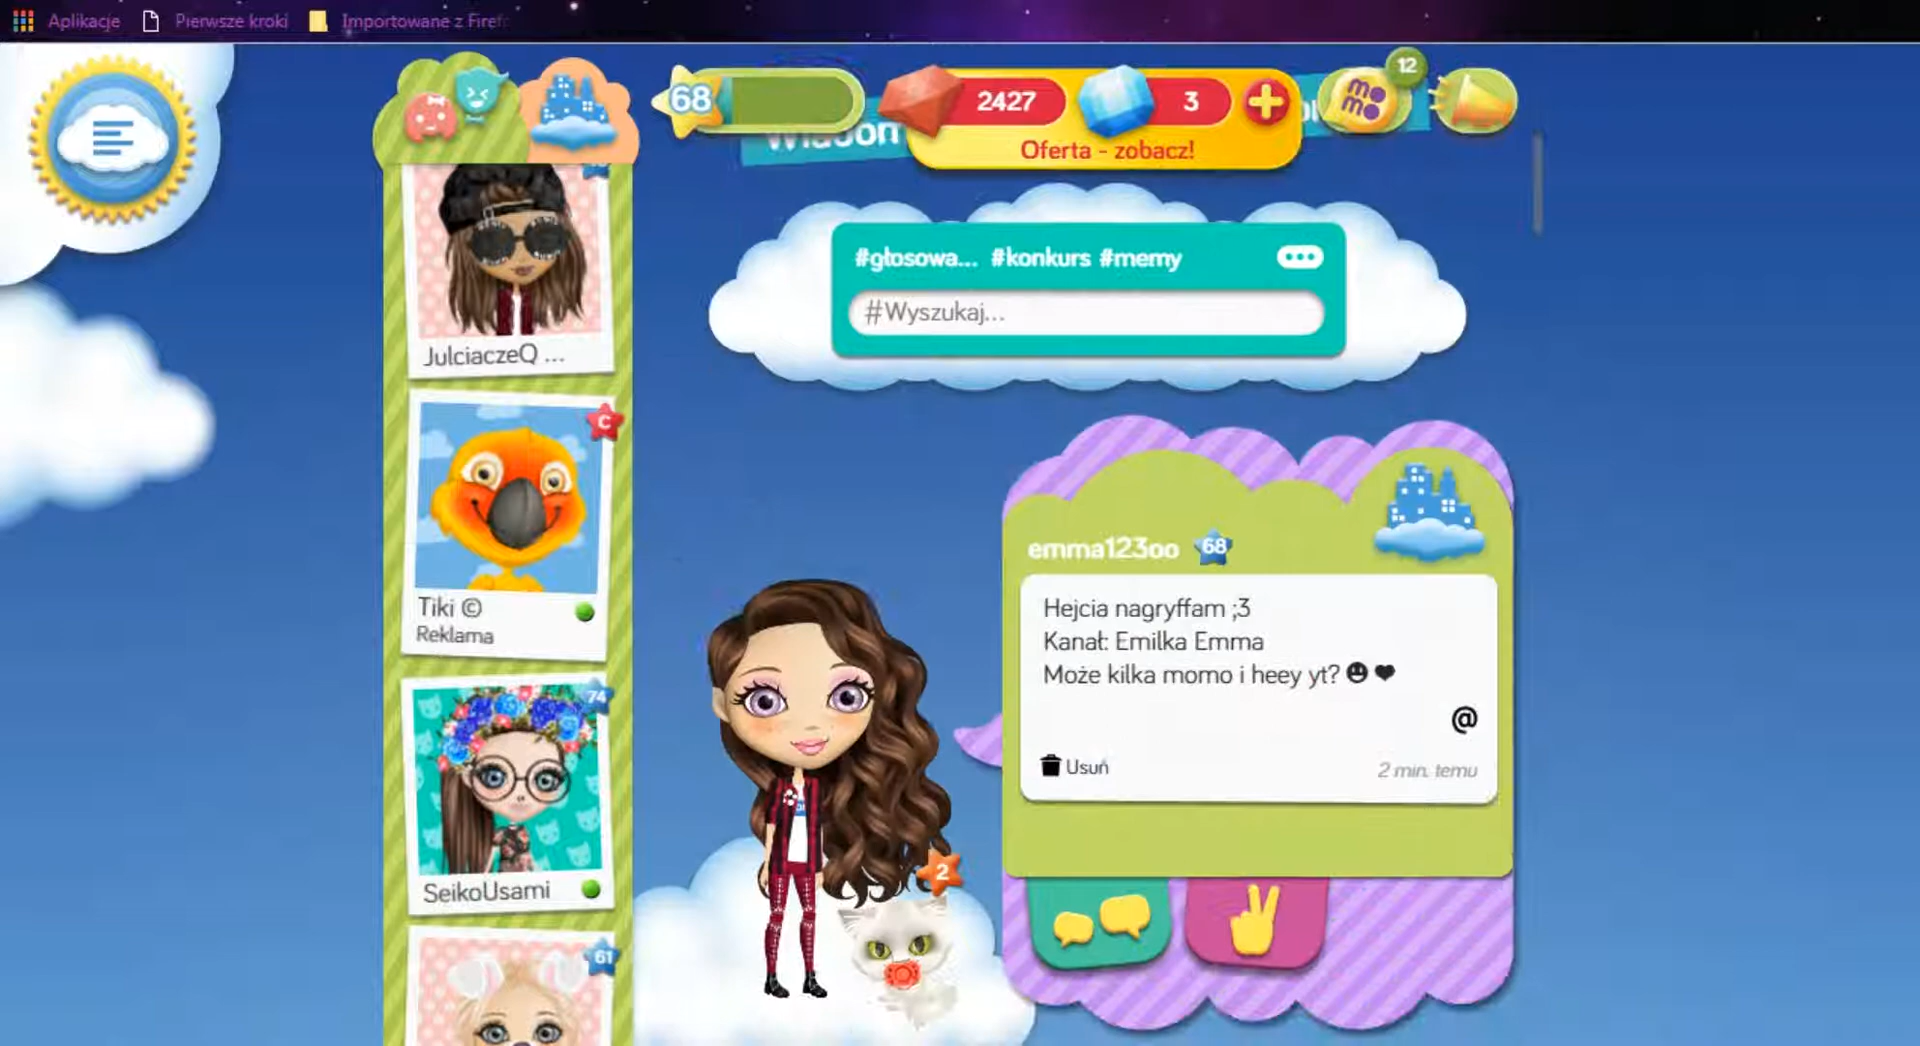 Aplikacje
Pierwsze kroki
Importowane z Firef
68
2427
3
Oferta - zobacz!
momo
12
#głosowa... #konkurs #memy
#Wyszukaj...
JulciaczeQ ...
C
Tiki ©
Reklama
74
SeikoUsami
61
emma123oo 68
Hejcia nagryffam ;3
Kanał: Emilka Emma
Może kilka momo i heey yt?
@
Usuń
2 min. temu
2